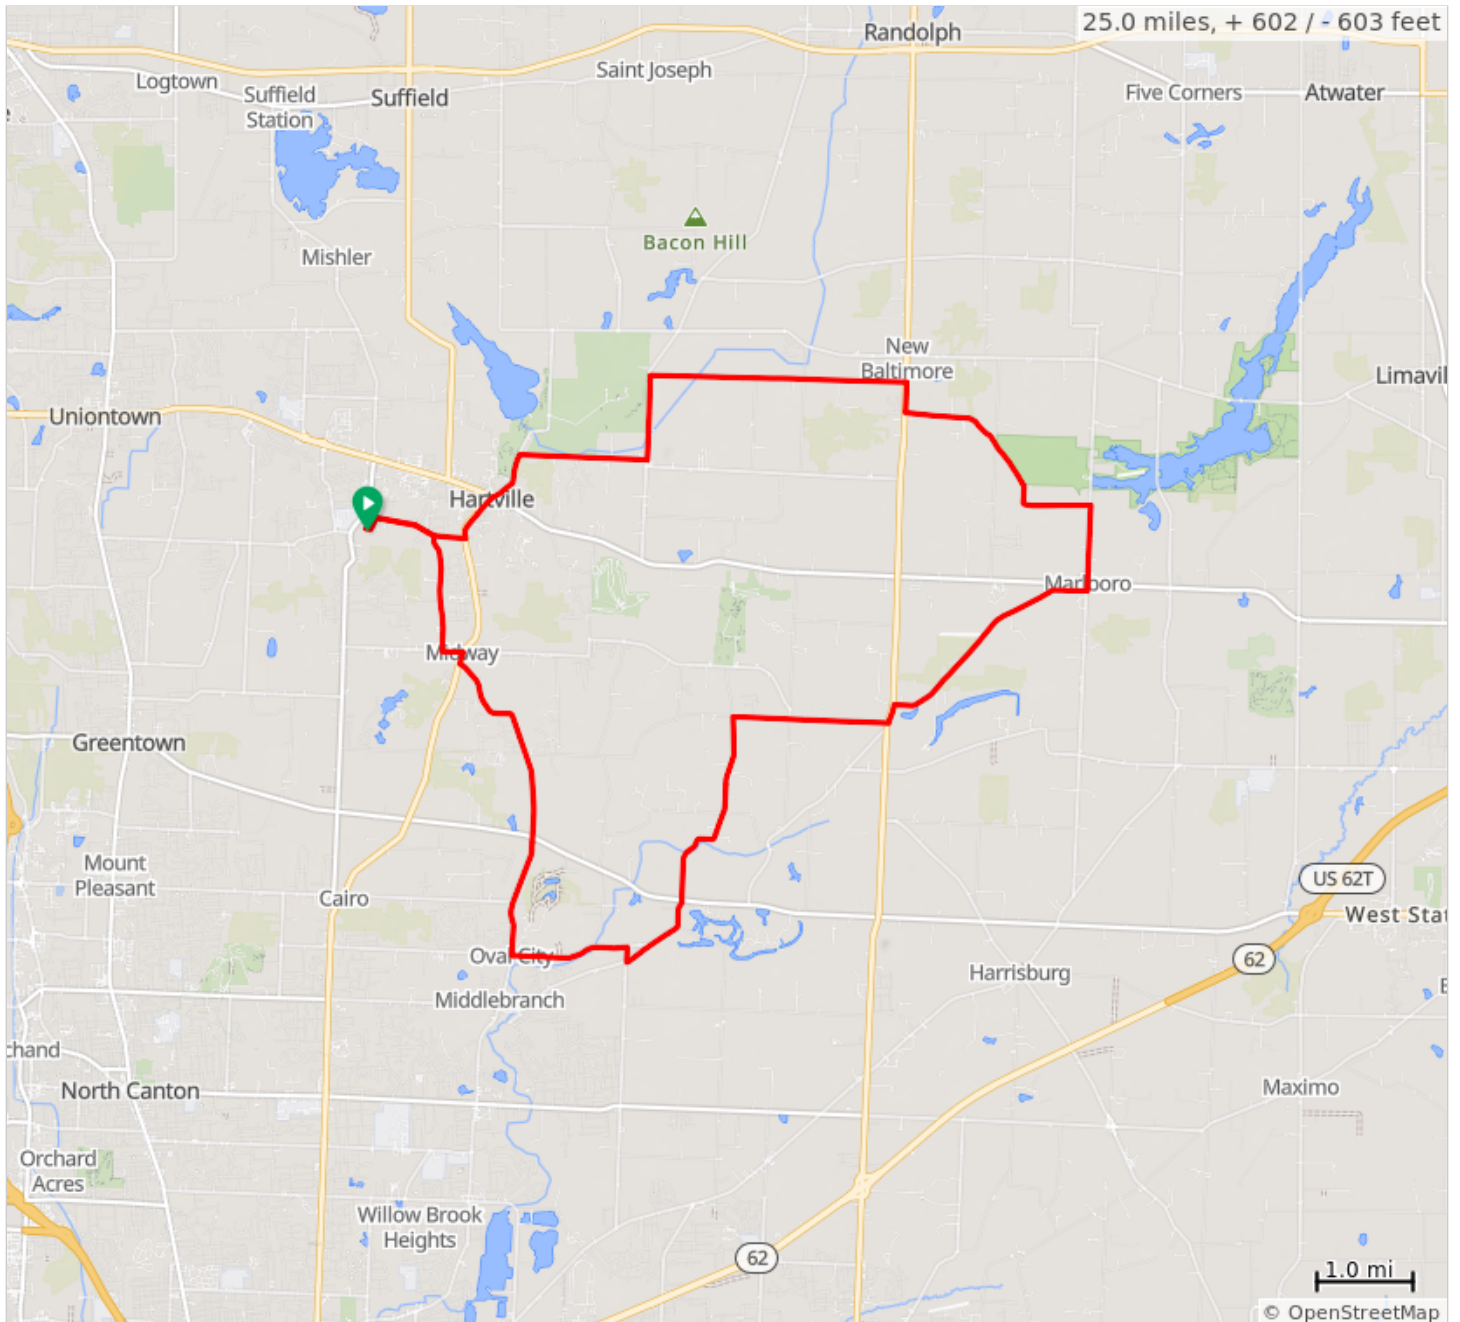 25.0 miles, + 602 / - 603 feet
Randolph
Saint Joseph
Logtown
Suffield
Station
Suffield
Five Corners
Atwater
Bacon Hill
Mishler
New
Baltimore
Limavil
Uniontown
Hartville
Marlboro
Midway
Greentown
Mount
Pleasant
US 62T
Cairo
West Stat
Oval City
62
Harrisburg
Middlebranch
chand
North Canton
Maximo
Orchard
Acres
Willow Brook
Heights
62
1.0 mi
© OpenStreetMap